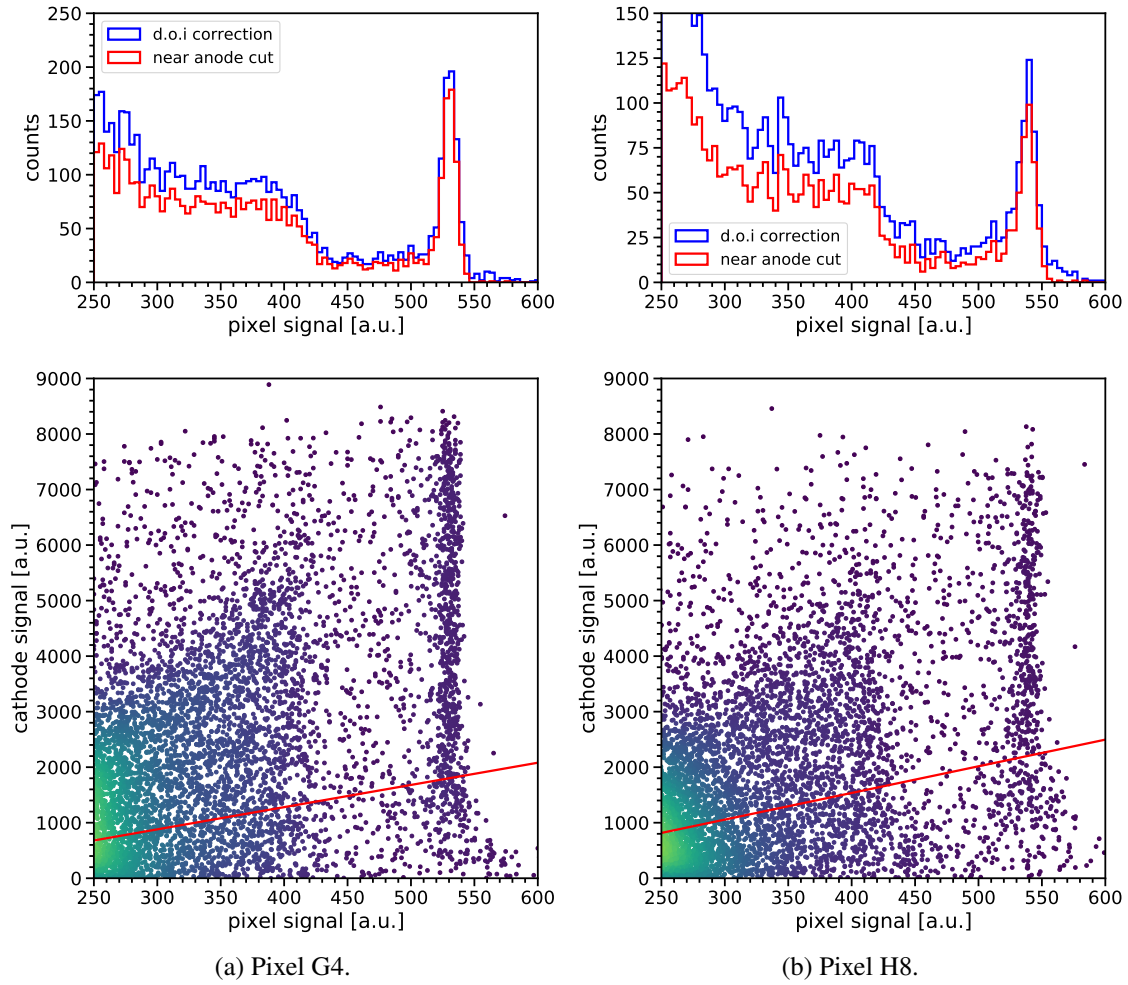 250
200
150
100
50
0
counts
d.o.i correction
near anode cut
250 300 350 400 450 500 550 600
pixel signal [a.u.]
150
125
100
75
50
25
0
counts
d.o.i correction
near anode cut
250 300 350 400 450 500 550 600
pixel signal [a.u.]
9000
8000
7000
6000
5000
4000
3000
2000
1000
0
cathode signal [a.u.]
250 300 350 400 450 500 550 600
pixel signal [a.u.]
(a) Pixel G4.
9000
8000
7000
6000
5000
4000
3000
2000
1000
0
cathode signal [a.u.]
250 300 350 400 450 500 550 600
pixel signal [a.u.]
(b) Pixel H8.